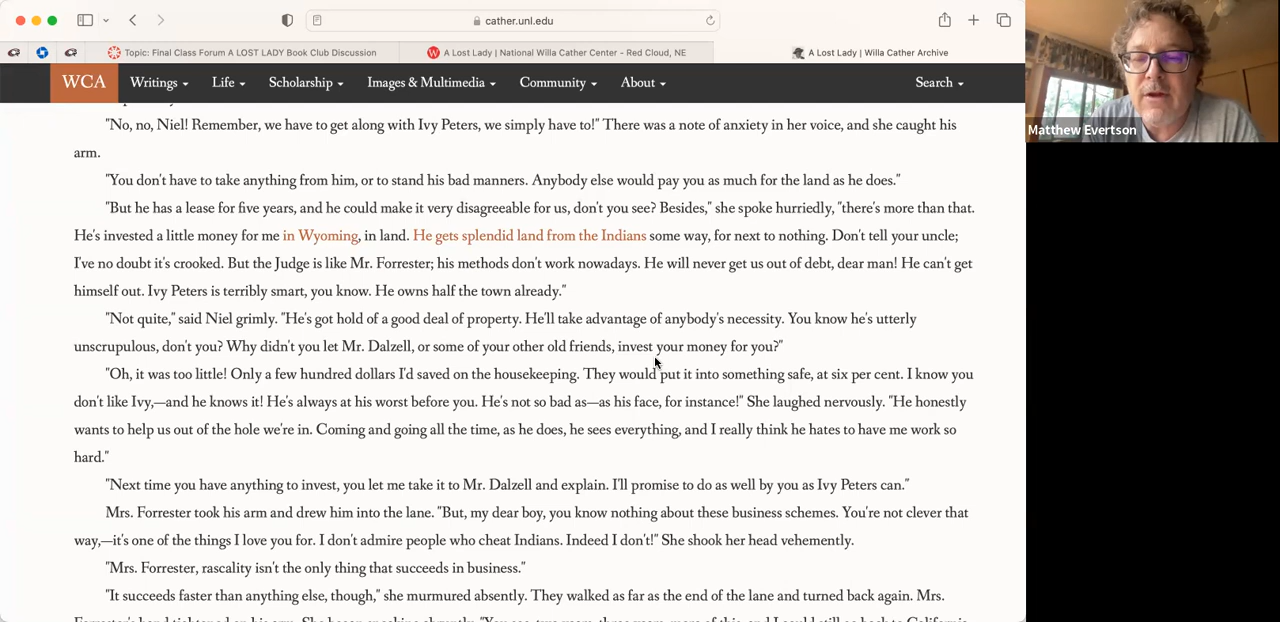 cather.unl.edu
Topic: Final Class Forum A LOST LADY Book Club Discussion
A Lost Lady | National Willa Cather Center - Red Cloud, NE
A Lost Lady | Willa Cather Archive
WCA Writings Life Scholarship Images & Multimedia Community About Search
Matthew Evertson
"No, no, Niel! Remember, we have to get along with Ivy Peters, we simply have to!" There was a note of anxiety in her voice, and she caught his
arm.
"You don't have to take anything from him, or to stand his bad manners. Anybody else would pay you as much for the land as he does."
"But he has a lease for five years, and he could make it very disagreeable for us, don't you see? Besides," she spoke hurriedly, "there's more than that.
He's invested a little money for me in Wyoming, in land. He gets splendid land from the Indians some way, for next to nothing. Don't tell your uncle;
I've no doubt it's crooked. But the Judge is like Mr. Forrester; his methods don't work nowadays. He will never get us out of debt, dear man! He can't get
himself out. Ivy Peters is terribly smart, you know. He owns half the town already."
"Not quite," said Niel grimly. "He's got hold of a good deal of property. He'll take advantage of anybody's necessity. You know he's utterly
unscrupulous, don't you? Why didn't you let Mr. Dalzell, or some of your other old friends, invest your money for you?"
"Oh, it was too little! Only a few hundred dollars I'd saved on the housekeeping. They would put it into something safe, at six per cent. I know you
don't like Ivy,—and he knows it! He's always at his worst before you. He's not so bad as—as his face, for instance!" She laughed nervously. "He honestly
wants to help us out of the hole we're in. Coming and going all the time, as he does, he sees everything, and I really think he hates to have me work so
hard."
"Next time you have anything to invest, you let me take it to Mr. Dalzell and explain. I'll promise to do as well by you as Ivy Peters can."
Mrs. Forrester took his arm and drew him into the lane. "But, my dear boy, you know nothing about these business schemes. You're not clever that
way,—it's one of the things I love you for. I don't admire people who cheat Indians. Indeed I don't!" She shook her head vehemently.
"Mrs. Forrester, rascality isn't the only thing that succeeds in business."
"It succeeds faster than anything else, though," she murmured absently. They walked as far as the end of the lane and turned back again. Mrs.